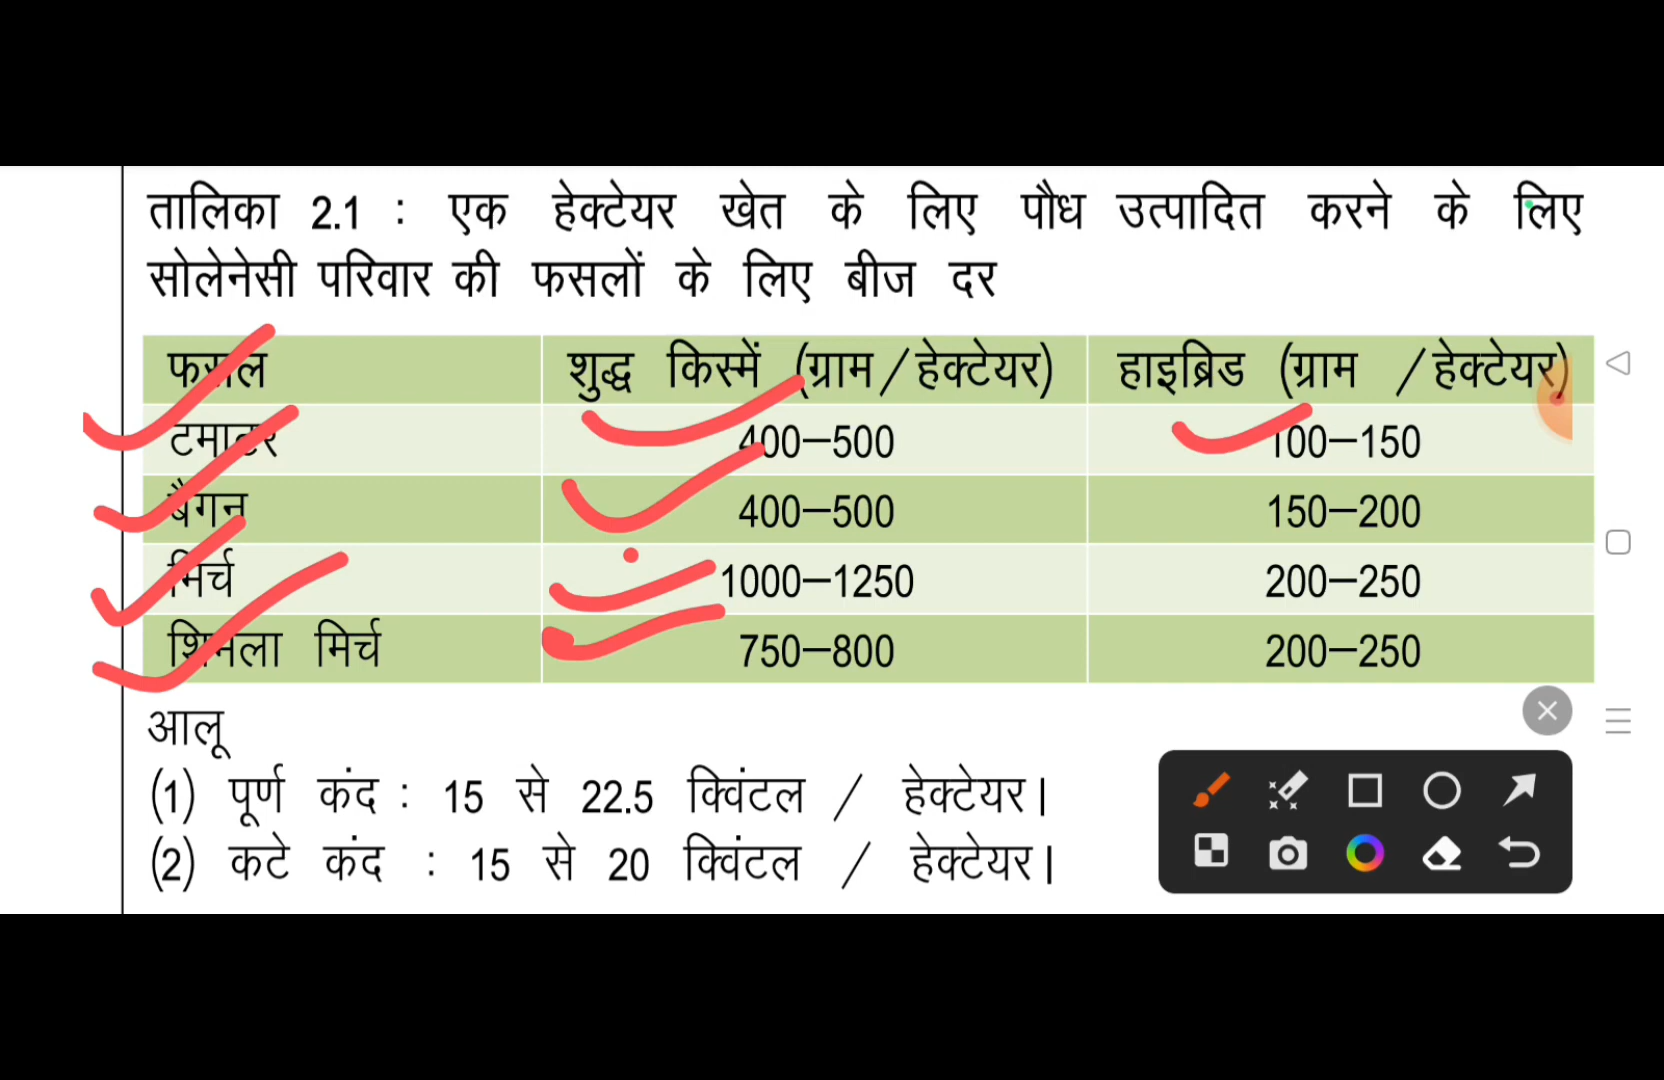 तालिका 2.1 : एक हेक्टेयर खेत के लिए पौध उत्पादित करने के लिए
सोलेनेसी परिवार की फसलों के लिए बीज दर
फसल शुद्ध किस्में (ग्राम/हेक्टेयर) हाइब्रिड (ग्राम /हेक्टेयर)
टमाटर 400–500 100–150
बैगन 400–500 150–200
मिर्च 1000–1250 200–250
शिमला मिर्च 750–800 200–250
आलू
(1) पूर्ण कंद : 15 से 22.5 क्विंटल / हेक्टेयर।
(2) कटे कंद : 15 से 20 क्विंटल / हेक्टेयर।